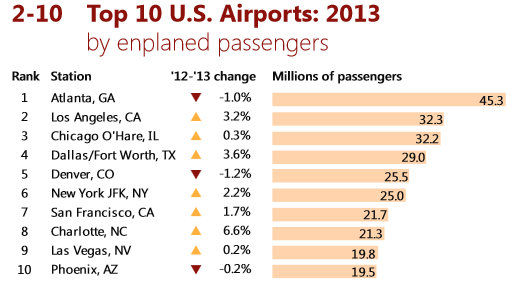 2-10 Top 10 U.S. Airports: 2013
by enplaned passengers
Rank Station '12-'13 change Millions of passengers
1 Atlanta, GA ▼ -1.0% 45.3
2 Los Angeles, CA ▲ 3.2% 32.3
3 Chicago O'Hare, IL ▲ 0.3% 32.2
4 Dallas/Fort Worth, TX ▲ 3.6% 29.0
5 Denver, CO ▼ -1.2% 25.5
6 New York JFK, NY ▲ 2.2% 25.0
7 San Francisco, CA ▲ 1.7% 21.7
8 Charlotte, NC ▲ 6.6% 21.3
9 Las Vegas, NV ▲ 0.2% 19.8
10 Phoenix, AZ ▼ -0.2% 19.5